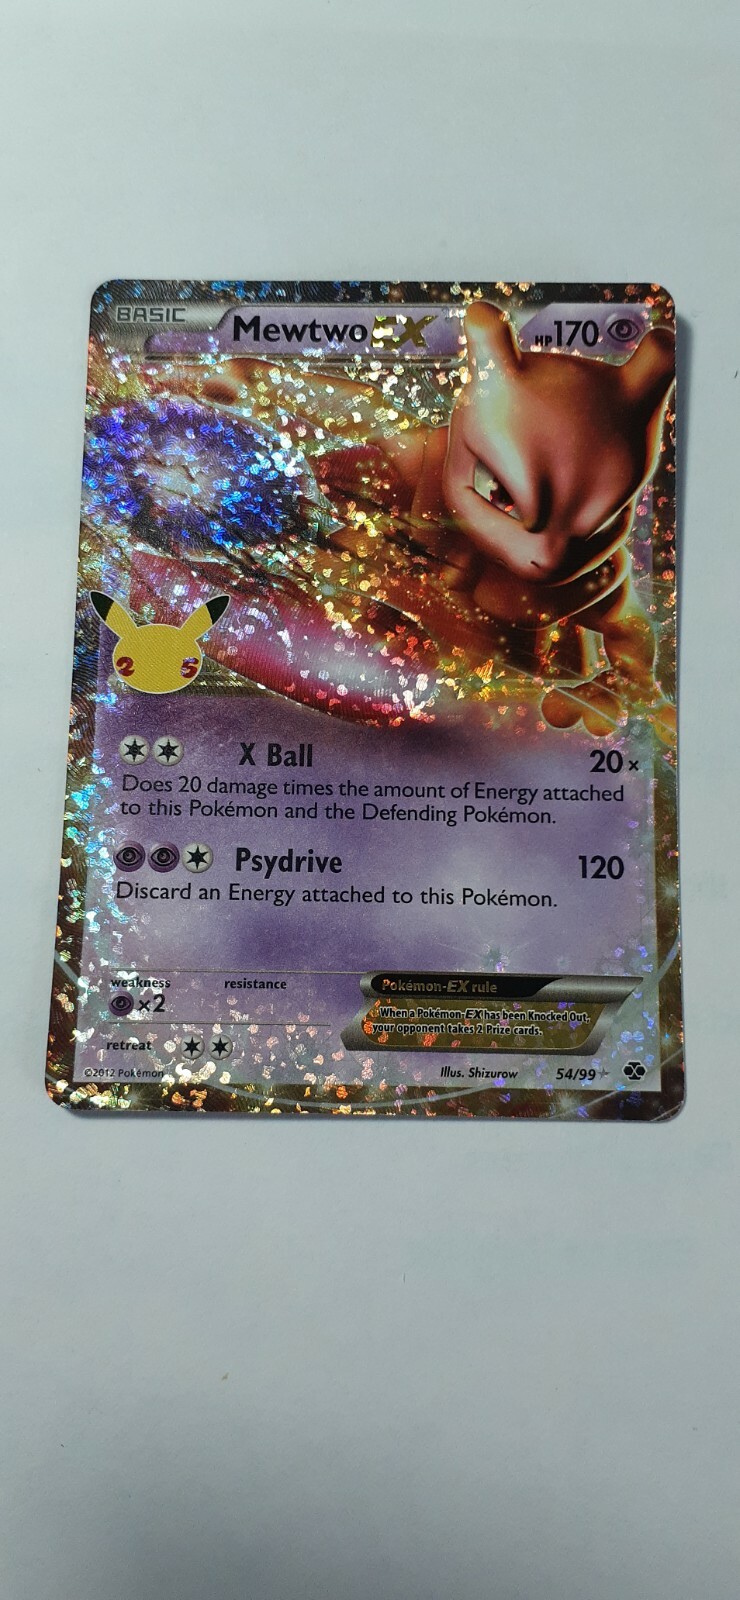 BASIC
Mewtwo EX
HP170
25
X Ball 20×
Does 20 damage times the amount of Energy attached
to this Pokémon and the Defending Pokémon.
Psydrive 120
Discard an Energy attached to this Pokémon.
weakness resistance
×2
Pokémon-EX rule
When a Pokémon-EX has been Knocked Out,
your opponent takes 2 Prize cards.
retreat
©2012 Pokémon Illus. Shizurow 54/99